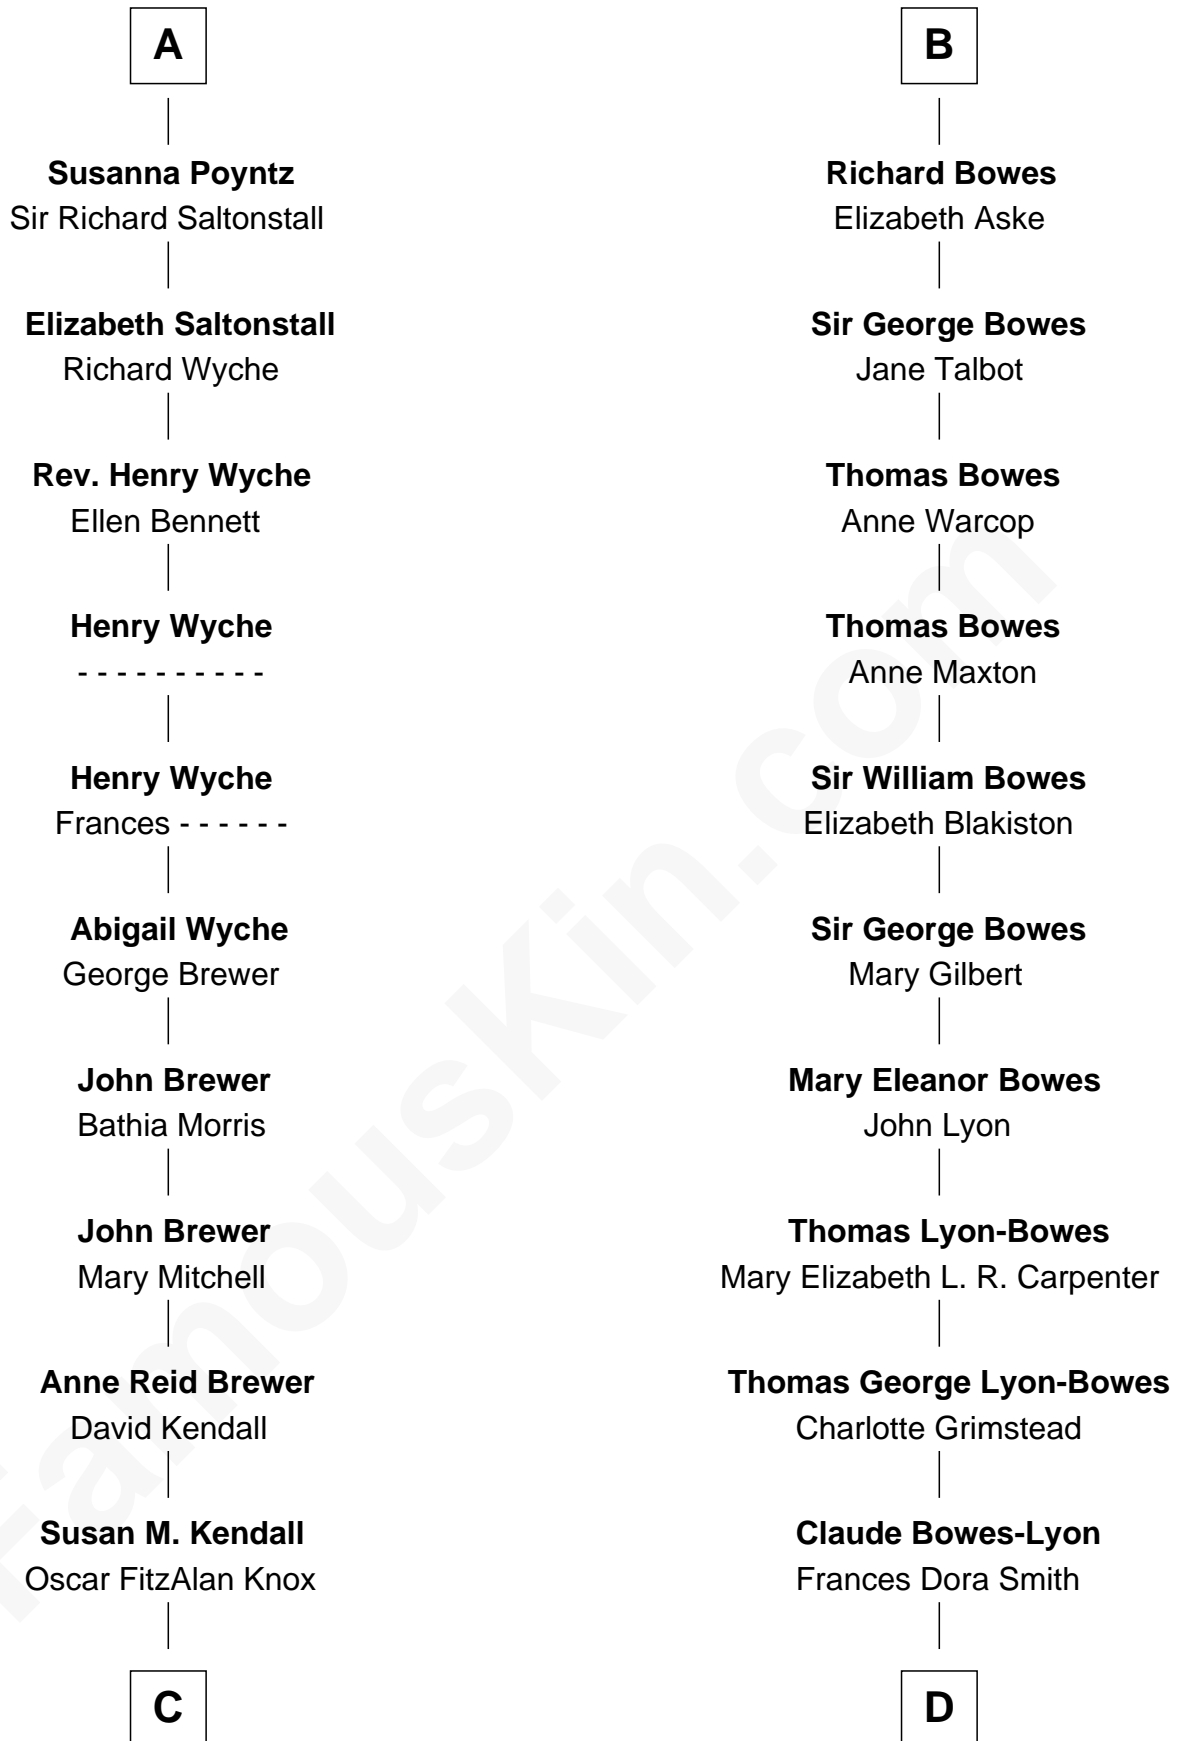 A
Susanna Poyntz
Sir Richard Saltonstall
Elizabeth Saltonstall
Richard Wyche
Rev. Henry Wyche
Ellen Bennett
Henry Wyche
- - - - - - - - - -
Henry Wyche
Frances - - - - - -
Abigail Wyche
George Brewer
John Brewer
Bathia Morris
John Brewer
Mary Mitchell
Anne Reid Brewer
David Kendall
Susan M. Kendall
Oscar FitzAlan Knox
C
B
Richard Bowes
Elizabeth Aske
Sir George Bowes
Jane Talbot
Thomas Bowes
Anne Warcop
Thomas Bowes
Anne Maxton
Sir William Bowes
Elizabeth Blakiston
Sir George Bowes
Mary Gilbert
Mary Eleanor Bowes
John Lyon
Thomas Lyon-Bowes
Mary Elizabeth L. R. Carpenter
Thomas George Lyon-Bowes
Charlotte Grimstead
Claude Bowes-Lyon
Frances Dora Smith
D
FamousKin.com